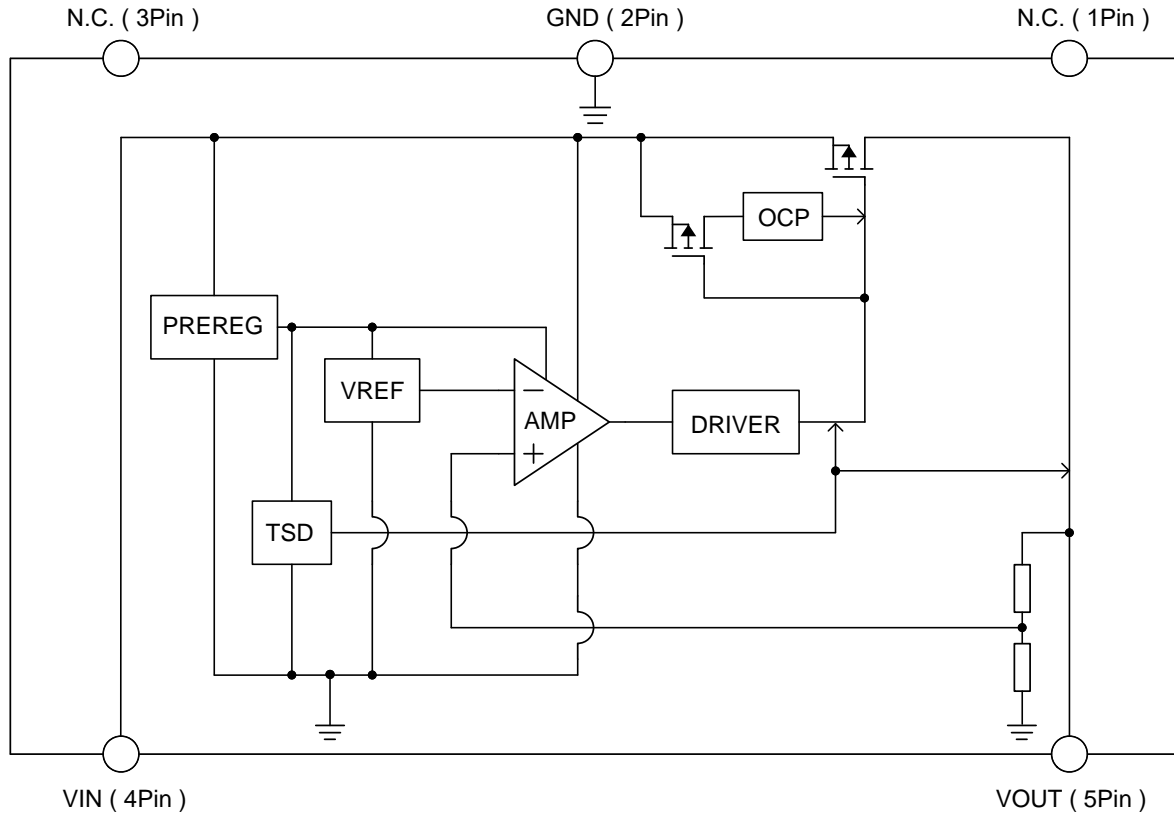 N.C. ( 3Pin )
GND ( 2Pin )
N.C. ( 1Pin )
OCP
PREREG
VREF
AMP
DRIVER
TSD
VIN ( 4Pin )
VOUT ( 5Pin )